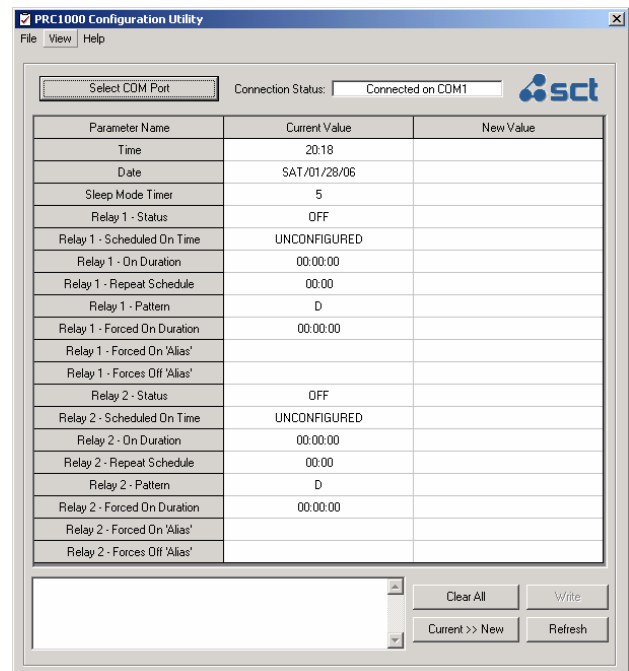 PRC1000 Configuration Utility
File View Help
Select COM Port Connection Status: Connected on COM1 sct
Parameter Name Current Value New Value
Time 20:18
Date SAT/01/28/06
Sleep Mode Timer 5
Relay 1 - Status OFF
Relay 1 - Scheduled On Time UNCONFIGURED
Relay 1 - On Duration 00:00:00
Relay 1 - Repeat Schedule 00:00
Relay 1 - Pattern D
Relay 1 - Forced On Duration 00:00:00
Relay 1 - Forced On 'Alias'
Relay 1 - Forces Off 'Alias'
Relay 2 - Status OFF
Relay 2 - Scheduled On Time UNCONFIGURED
Relay 2 - On Duration 00:00:00
Relay 2 - Repeat Schedule 00:00
Relay 2 - Pattern D
Relay 2 - Forced On Duration 00:00:00
Relay 2 - Forced On 'Alias'
Relay 2 - Forces Off 'Alias'
Clear All Write
Current >> New Refresh